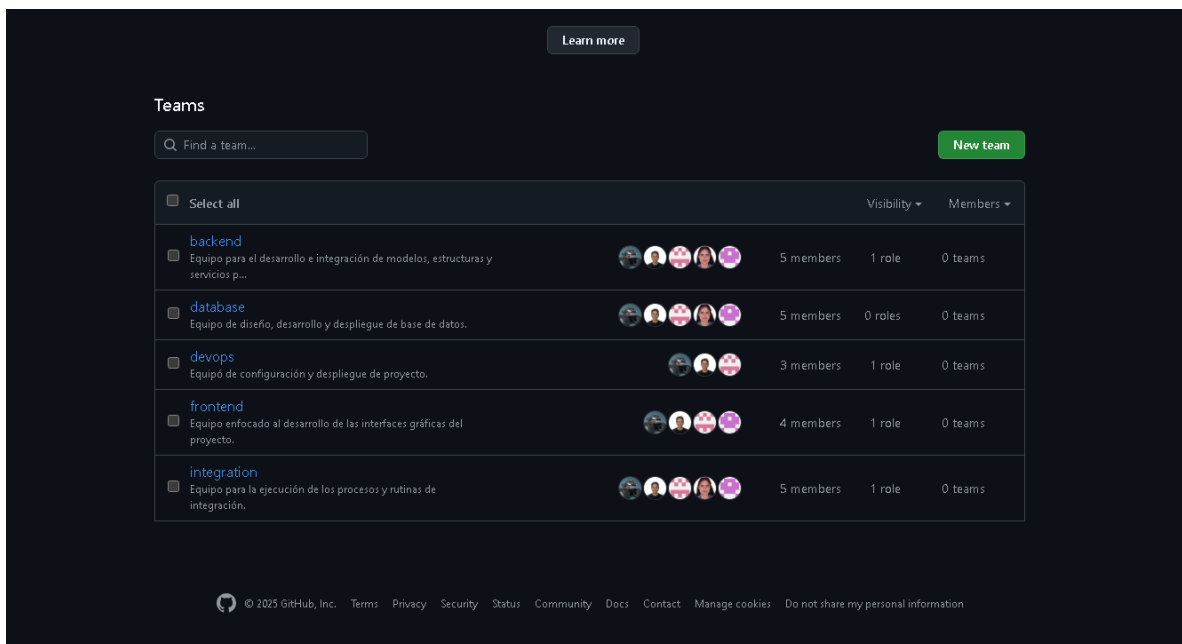 Learn more
Teams
Find a team...
New team
Select all
Visibility
Members
backend
Equipo para el desarrollo e integración de modelos, estructuras y
servicios p...
5 members 1 role 0 teams
database
Equipo de diseño, desarrollo y despliegue de base de datos.
5 members 0 roles 0 teams
devops
Equipó de configuración y despliegue de proyecto.
3 members 1 role 0 teams
frontend
Equipo enfocado al desarrollo de las interfaces gráficas del
proyecto.
4 members 1 role 0 teams
integration
Equipo para la ejecución de los procesos y rutinas de
integración.
5 members 1 role 0 teams
© 2025 GitHub, Inc. Terms Privacy Security Status Community Docs Contact Manage cookies Do not share my personal information